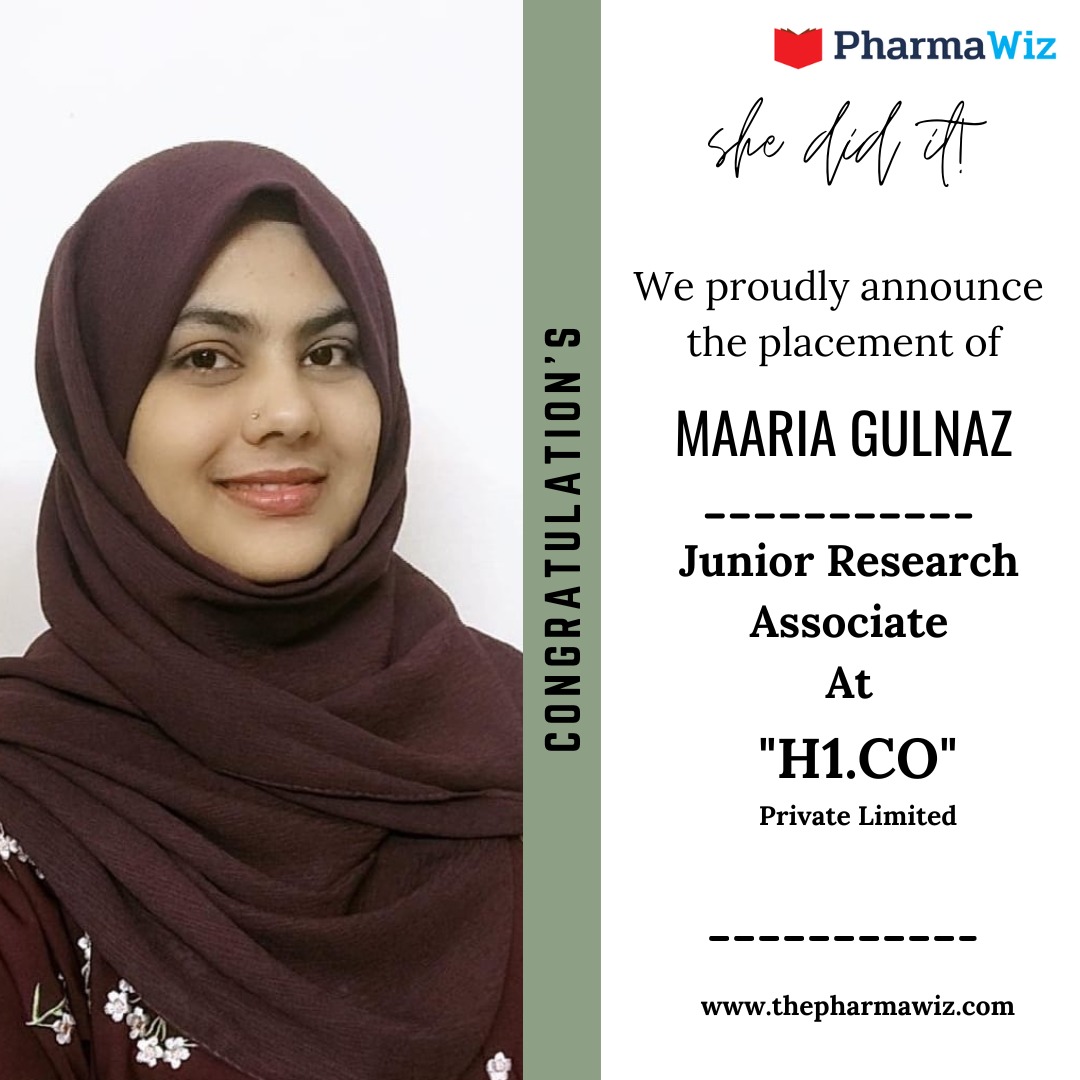 PharmaWiz
she did it!
CONGRATULATION'S
We proudly announce
the placement of
MAARIA GULNAZ
Junior Research
Associate
At
"H1.CO"
Private Limited
www.thepharmawiz.com